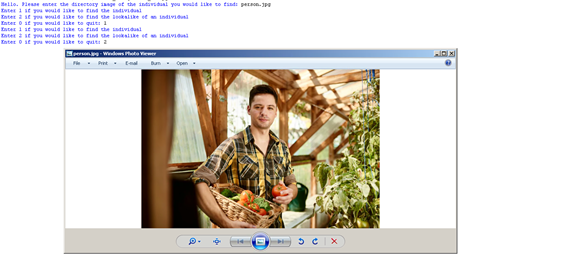 Hello. Please enter the directory image of the individual you would like to find: person.jpg
Enter 1 if you would like to find the individual
Enter 2 if you would like to find the lookalike of an individual
Enter 0 if you would like to quit: 1
Enter 1 if you would like to find the individual
Enter 2 if you would like to find the lookalike of an individual
Enter 0 if you would like to quit: 2
person.jpg - Windows Photo Viewer
File Print E-mail Burn Open